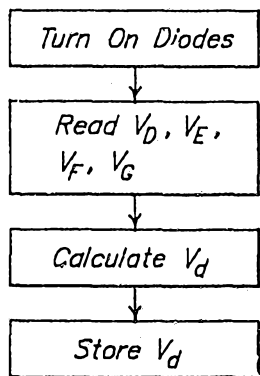 Turn On Diodes
Read V_D, V_E,
V_F, V_G
Calculate V_d
Store V_d